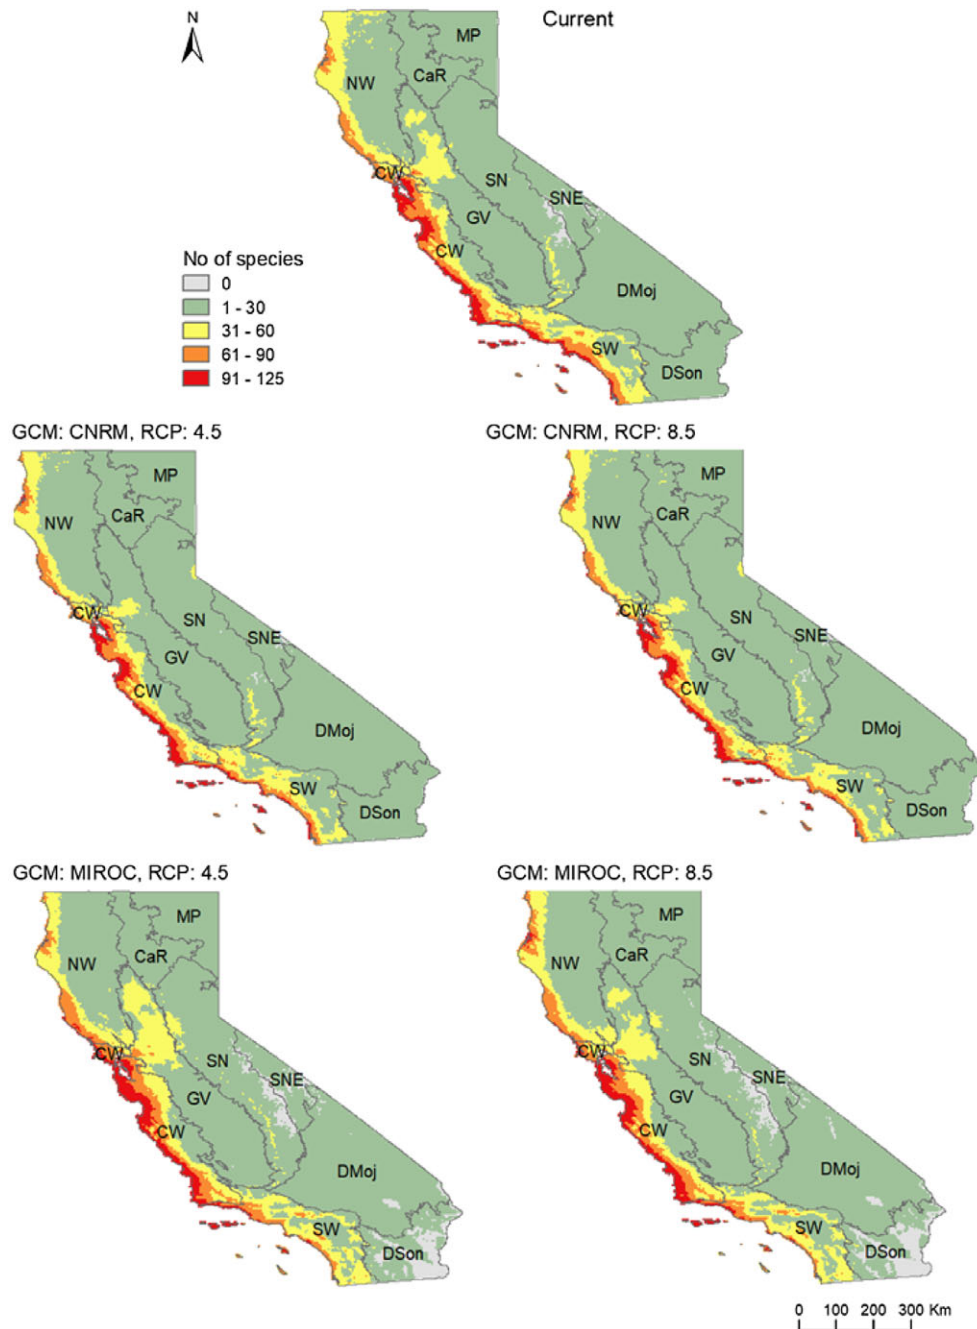 N
Current
MP
NW
CaR
CW
SN
SNE
GV
CW
DMoj
SW
DSon
No of species
0
1 - 30
31 - 60
61 - 90
91 - 125
GCM: CNRM, RCP: 4.5
MP
NW
CaR
CW
SN
SNE
GV
CW
DMoj
SW
DSon
GCM: CNRM, RCP: 8.5
MP
NW
CaR
CW
SN
SNE
GV
CW
DMoj
SW
DSon
GCM: MIROC, RCP: 4.5
MP
NW
CaR
CW
SN
SNE
GV
CW
DMoj
SW
DSon
GCM: MIROC, RCP: 8.5
MP
NW
CaR
CW
SN
SNE
GV
CW
DMoj
SW
DSon
0 100 200 300 Km